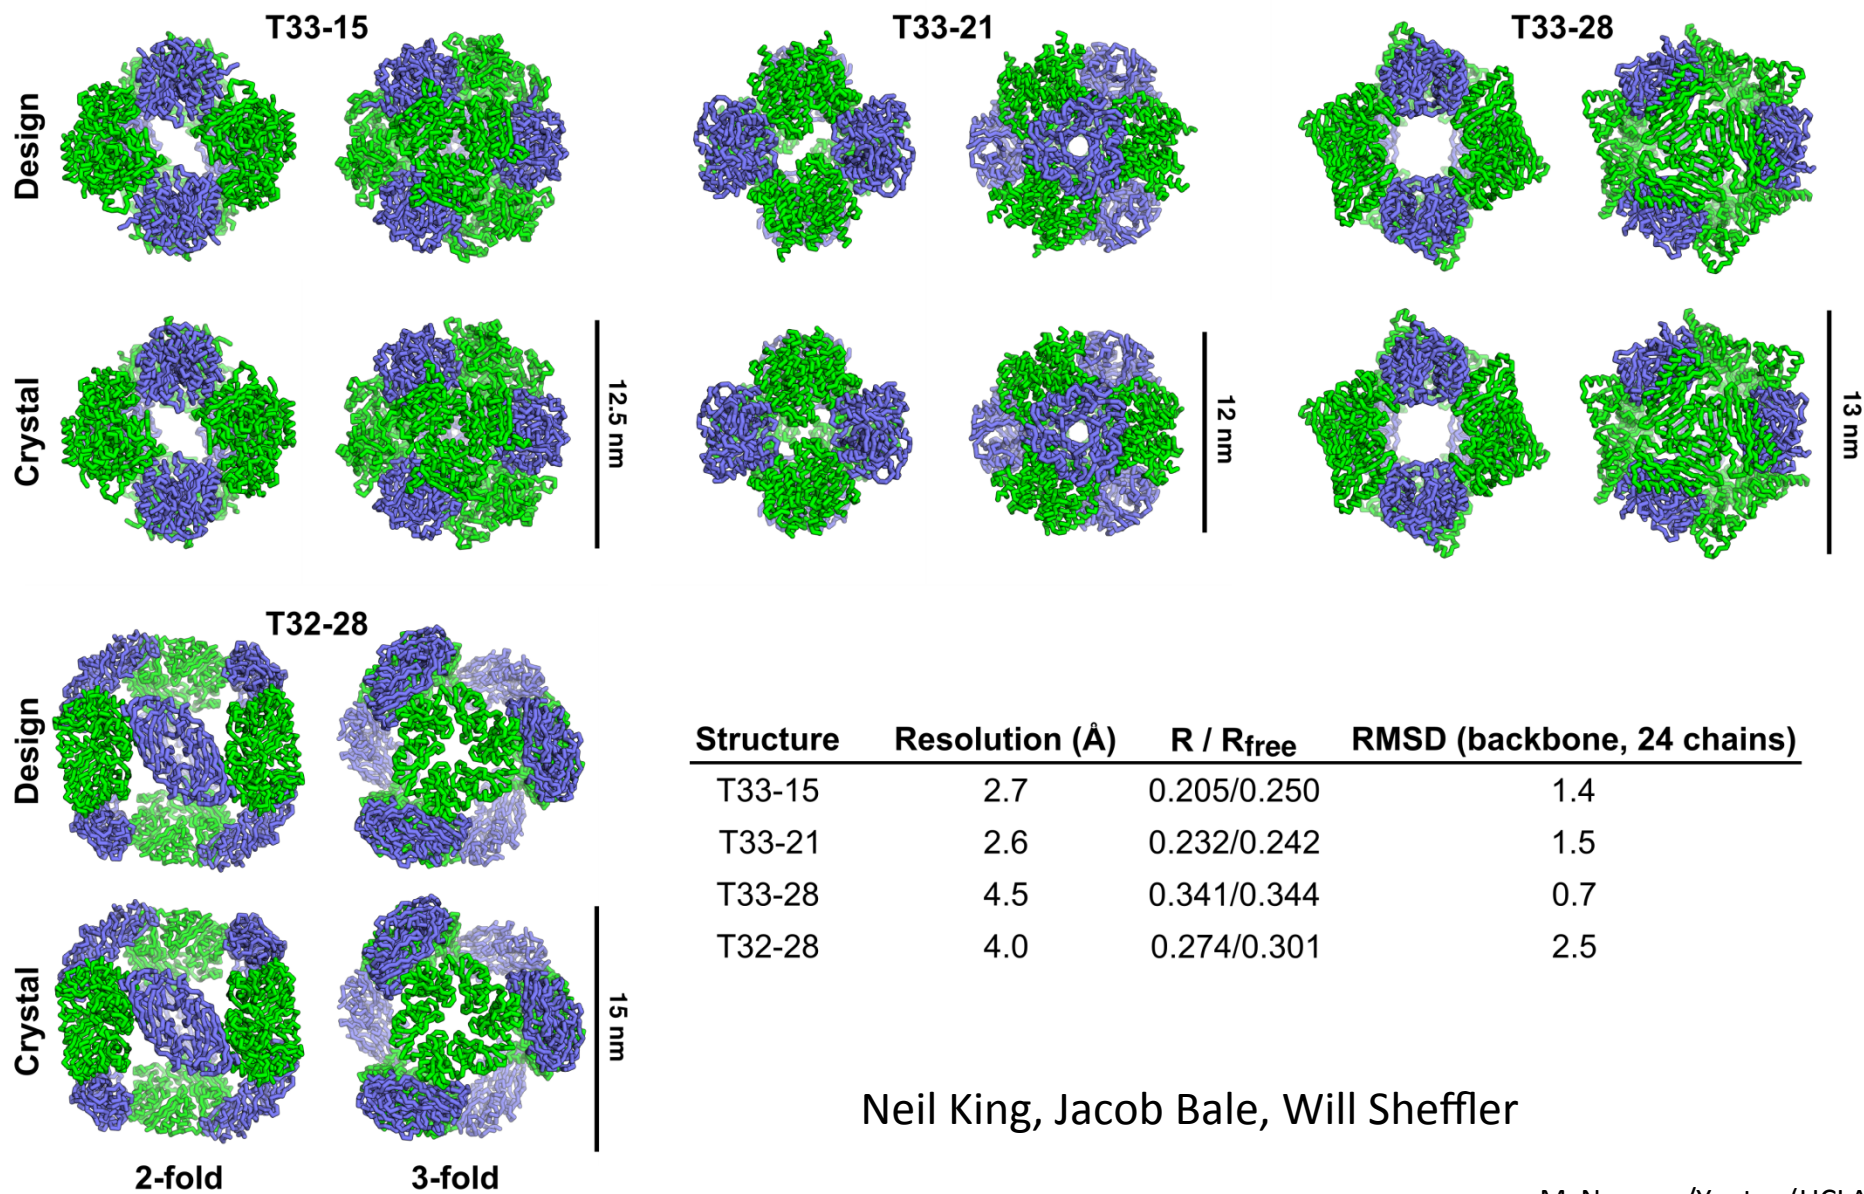 T33-15
T33-21
T33-28
Design
Crystal
12.5 nm
12 nm
13 nm
T32-28
Design
Crystal
15 nm
2-fold
3-fold
Structure Resolution (Å) R / Rfree RMSD (backbone, 24 chains)
T33-15 2.7 0.205/0.250 1.4
T33-21 2.6 0.232/0.242 1.5
T33-28 4.5 0.341/0.344 0.7
T32-28 4.0 0.274/0.301 2.5
Neil King, Jacob Bale, Will Sheffler